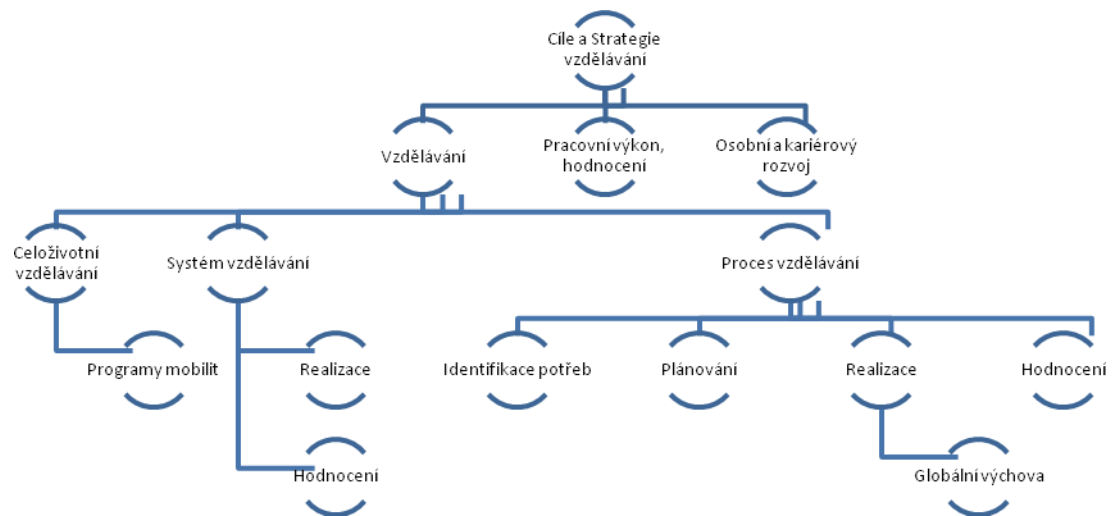 Cíle a Strategie
vzdělávání
Vzdělávání
Pracovní výkon,
hodnocení
Osobní a kariérový
rozvoj
Celoživotní
vzdělávání
Systém vzdělávání
Proces vzdělávání
Programy mobilit
Realizace
Identifikace potřeb
Plánování
Realizace
Hodnocení
Hodnocení
Globální výchova